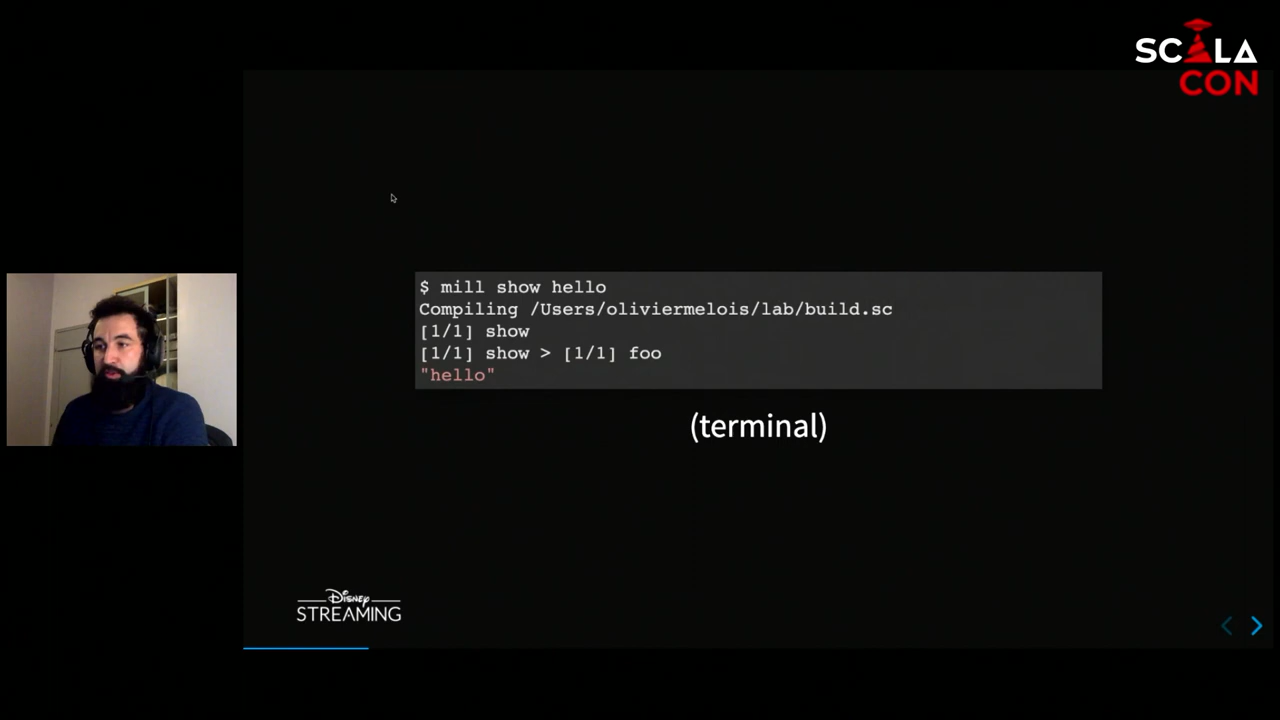 SCALA
CON
$ mill show hello
Compiling /Users/oliviermelois/lab/build.sc
[1/1] show
[1/1] show > [1/1] foo
"hello"
(terminal)
DISNEY
STREAMING